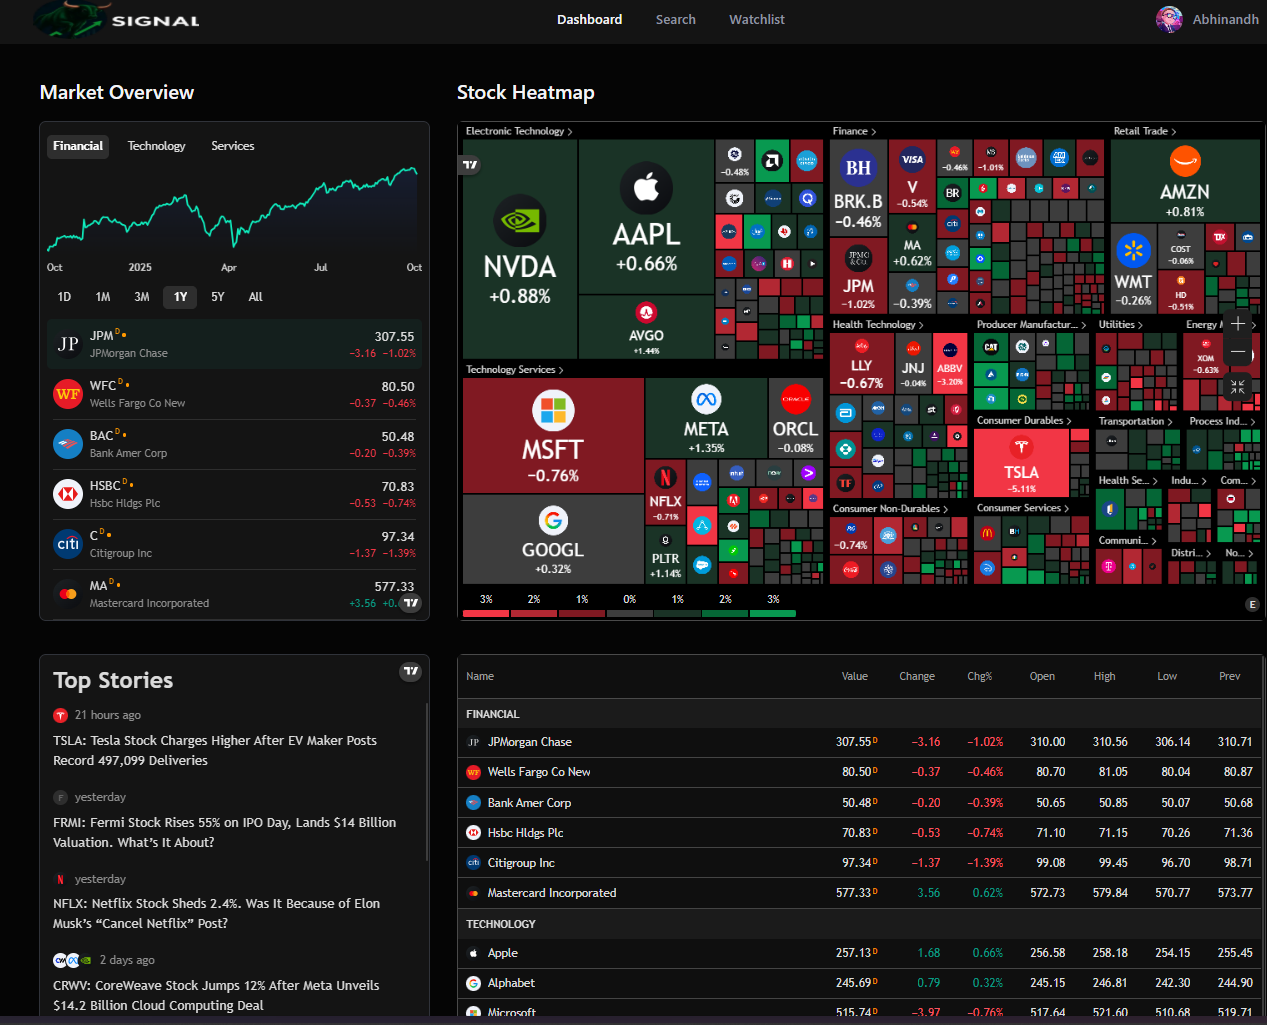 SIGNAL
Dashboard Search Watchlist
Abhinandh
Market Overview
Financial Technology Services
Oct 2025 Apr Jul Oct
1D 1M 3M 1Y 5Y All
JP JPM D 307.55
JPMorgan Chase −3.16 −1.02%
WF WFC D 80.50
Wells Fargo Co New −0.37 −0.46%
BAC D 50.48
Bank Amer Corp −0.20 −0.39%
HSBC D 70.83
Hsbc Hldgs Plc −0.53 −0.74%
citi C D 97.34
Citigroup Inc −1.37 −1.39%
MA D 577.33
Mastercard Incorporated +3.56 +0.
Stock Heatmap
Electronic Technology >
NVDA
+0.88%
AAPL
+0.66%
AVGO
+1.44%
−0.48%
Technology Services >
MSFT
−0.76%
GOOGL
+0.32%
META
+1.35%
ORACLE
ORCL
−0.08%
NFLX
−0.71%
PLTR
+1.14%
now
Finance >
BH
BRK.B
−0.46%
JPMO
& CO
JPM
−1.02%
VISA
V
−0.54%
MA
+0.62%
−0.39%
WF
−0.46%
MS
−1.01%
BR
citi
Retail Trade >
AMZN
+0.81%
WMT
−0.26%
COST
−0.06%
HD
−0.51%
TJX
Health Technology >
LLY
−0.67%
JNJ
−0.04%
ABBV
−3.20%
TF
Producer Manufactur... >
CAT
Utilities >
Energy M
XOM
−0.63%
Consumer Durables >
TSLA
−5.11%
Transportation >
Process Ind... >
Health Se... >
Indu... >
Com... >
Consumer Non-Durables >
PG
−0.74%
Consumer Services >
BH
Communi... >
Distri... >
No... >
3% 2% 1% 0% 1% 2% 3%
E
Top Stories
21 hours ago
TSLA: Tesla Stock Charges Higher After EV Maker Posts
Record 497,099 Deliveries
F yesterday
FRMI: Fermi Stock Rises 55% on IPO Day, Lands $14 Billion
Valuation. What’s It About?
N yesterday
NFLX: Netflix Stock Sheds 2.4%. Was It Because of Elon
Musk’s “Cancel Netflix” Post?
CW 2 days ago
CRWV: CoreWeave Stock Jumps 12% After Meta Unveils
$14.2 Billion Cloud Computing Deal
Name Value Change Chg% Open High Low Prev
FINANCIAL
JP JPMorgan Chase 307.55 D −3.16 −1.02% 310.00 310.56 306.14 310.71
WF Wells Fargo Co New 80.50 D −0.37 −0.46% 80.70 81.05 80.04 80.87
Bank Amer Corp 50.48 D −0.20 −0.39% 50.65 50.85 50.07 50.68
Hsbc Hldgs Plc 70.83 D −0.53 −0.74% 71.10 71.15 70.26 71.36
citi Citigroup Inc 97.34 D −1.37 −1.39% 99.08 99.45 96.70 98.71
Mastercard Incorporated 577.33 D 3.56 0.62% 572.73 579.84 570.77 573.77
TECHNOLOGY
Apple 257.13 D 1.68 0.66% 256.58 258.18 254.15 255.45
G Alphabet 245.69 D 0.79 0.32% 245.15 246.81 242.30 244.90
Microsoft 515.74 D −3.97 −0.76% 517.64 521.60 510.68 519.71